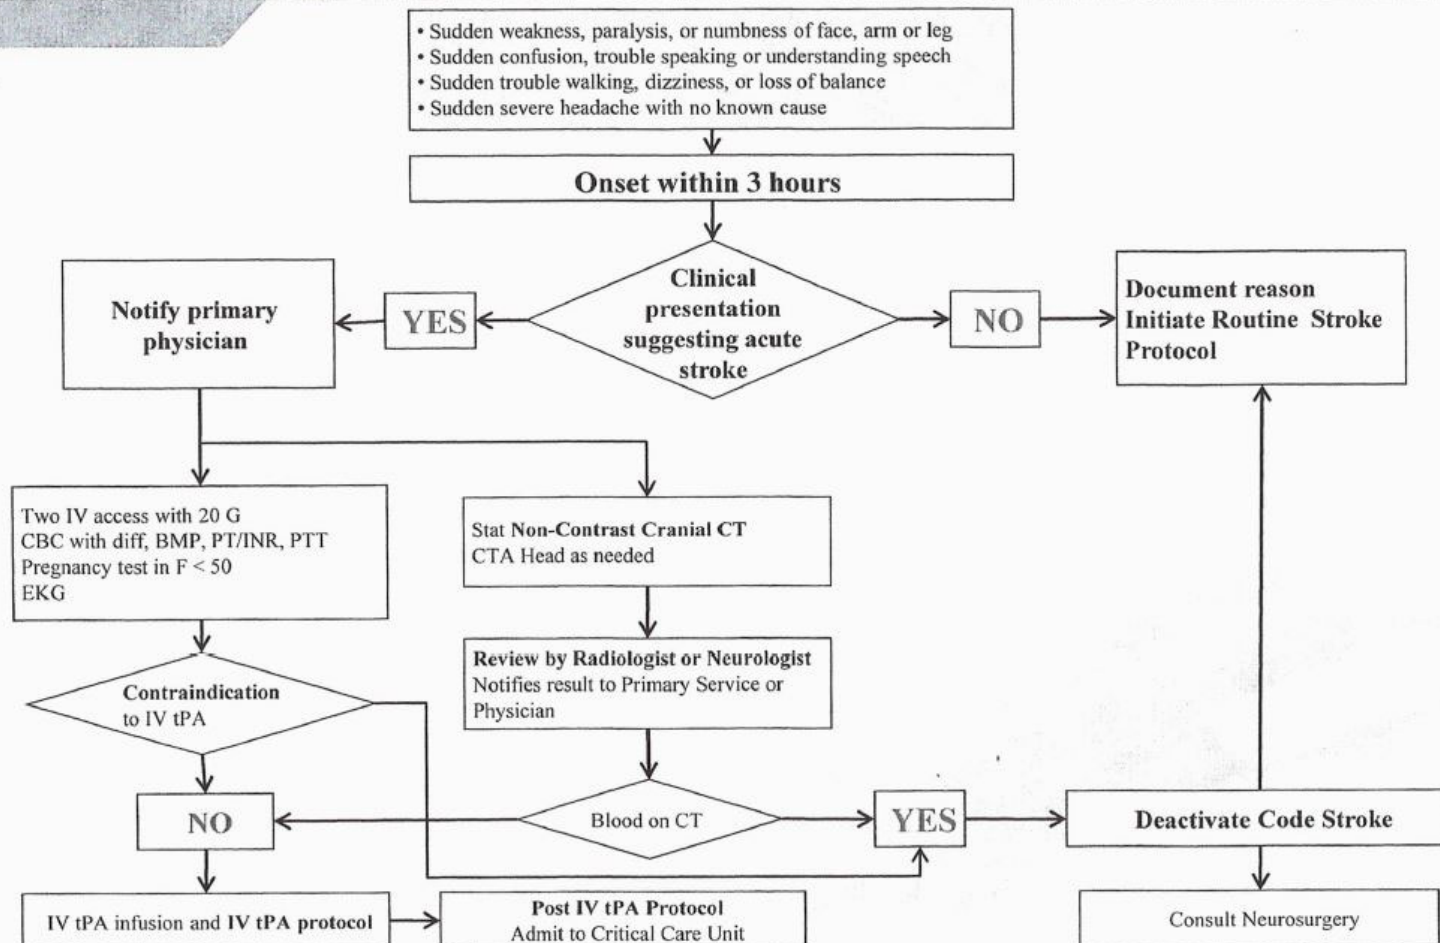 • Sudden weakness, paralysis, or numbness of face, arm or leg
• Sudden confusion, trouble speaking or understanding speech
• Sudden trouble walking, dizziness, or loss of balance
• Sudden severe headache with no known cause
Onset within 3 hours
Clinical
presentation
suggesting acute
stroke
YES
Notify primary
physician
NO
Document reason
Initiate Routine Stroke
Protocol
Two IV access with 20 G
CBC with diff, BMP, PT/INR, PTT
Pregnancy test in F < 50
EKG
Stat Non-Contrast Cranial CT
CTA Head as needed
Review by Radiologist or Neurologist
Notifies result to Primary Service or
Physician
Contraindication
to IV tPA
NO
Blood on CT
YES
Deactivate Code Stroke
IV tPA infusion and IV tPA protocol
Post IV tPA Protocol
Admit to Critical Care Unit
Consult Neurosurgery